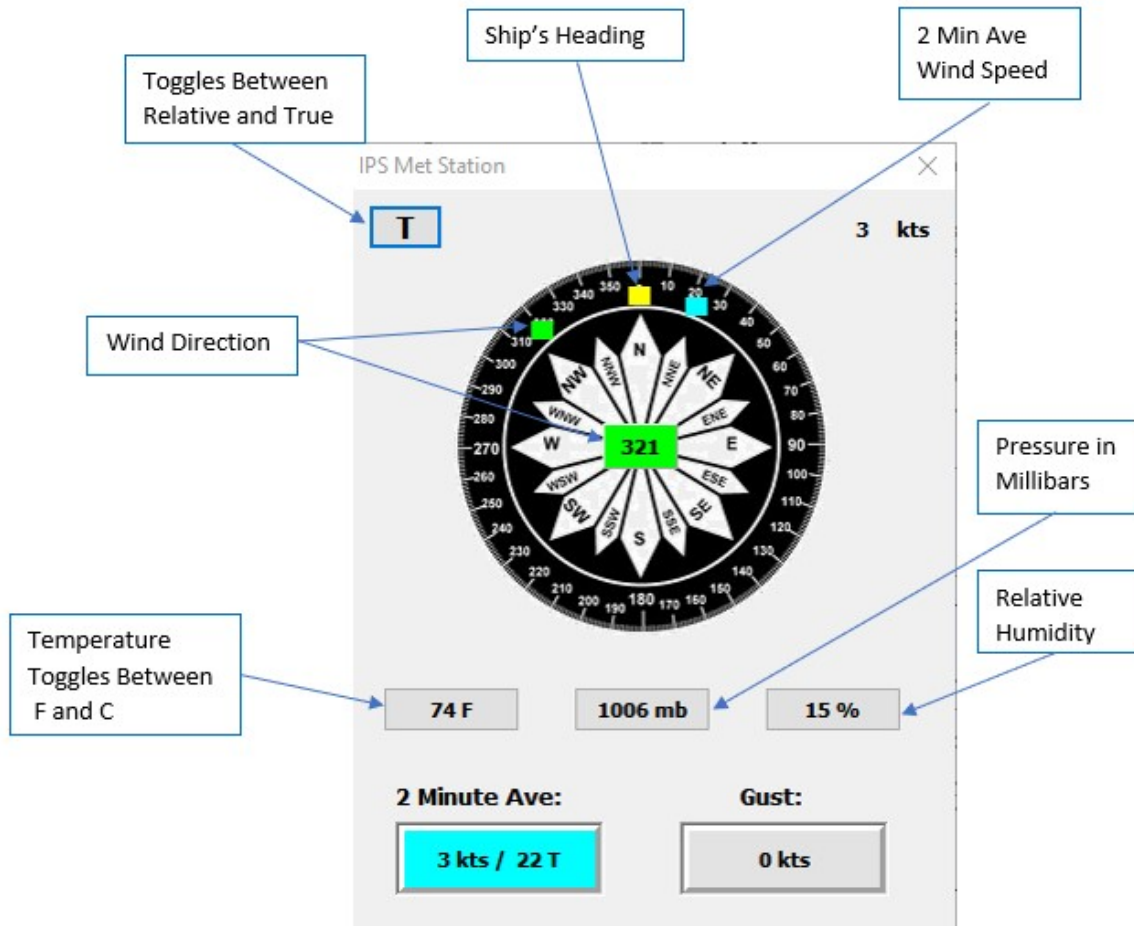 Ship's Heading
2 Min Ave
Wind Speed
Toggles Between
Relative and True
IPS Met Station
T
3 kts
Wind Direction
350
10
340
20
330
30
40
310
50
300
60
290
70
280
80
270
90
260
100
250
110
240
120
230
130
220
140
210
150
200
160
190
180
170
N
NNE
NE
ENE
E
ESE
SE
SSE
S
SSW
SW
WSW
W
WNW
NW
NNW
321
Pressure in
Millibars
Relative
Humidity
Temperature
Toggles Between
F and C
74 F
1006 mb
15 %
2 Minute Ave:
Gust:
3 kts / 22 T
0 kts